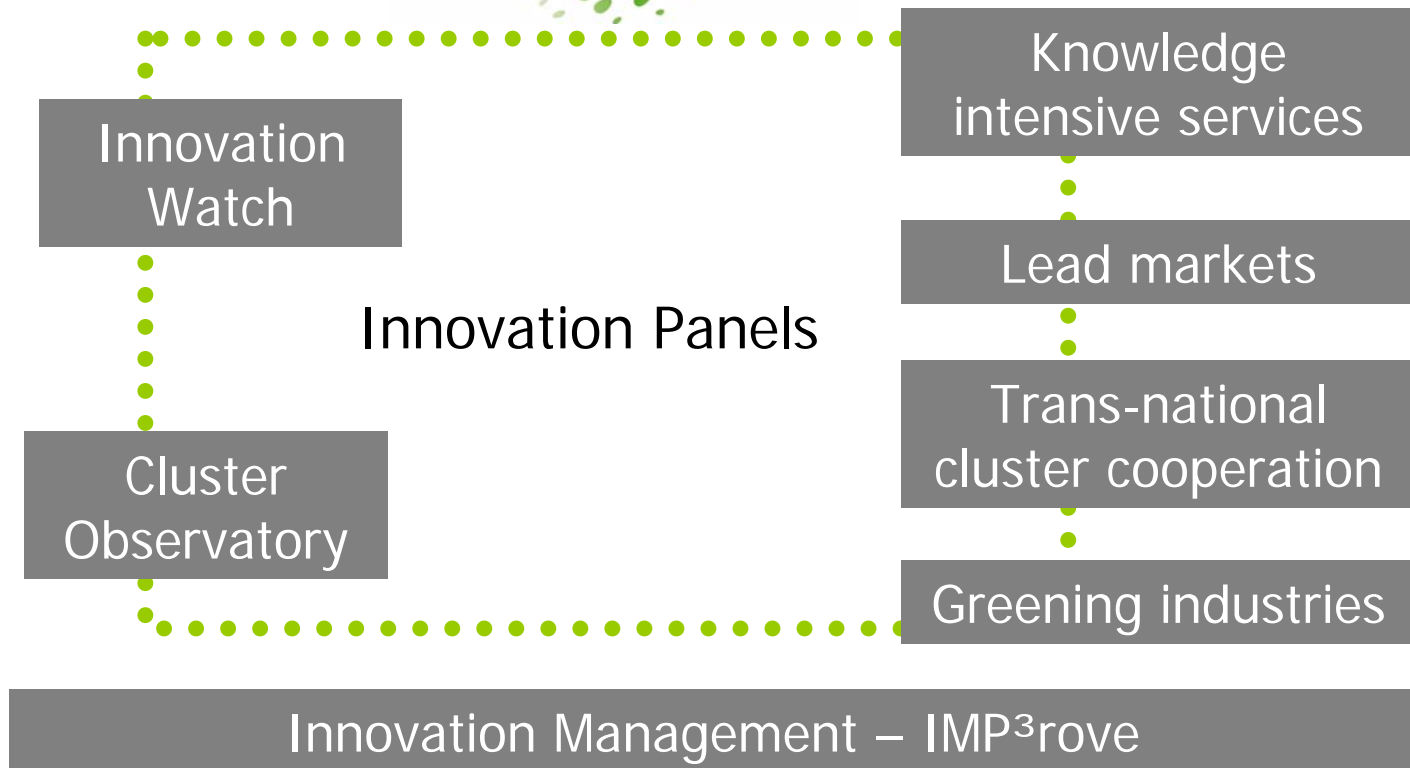 Knowledge
intensive services
Innovation
Watch
Lead markets
Innovation Panels
Trans-national
cluster cooperation
Cluster
Observatory
Greening industries
Innovation Management – IMP³rove